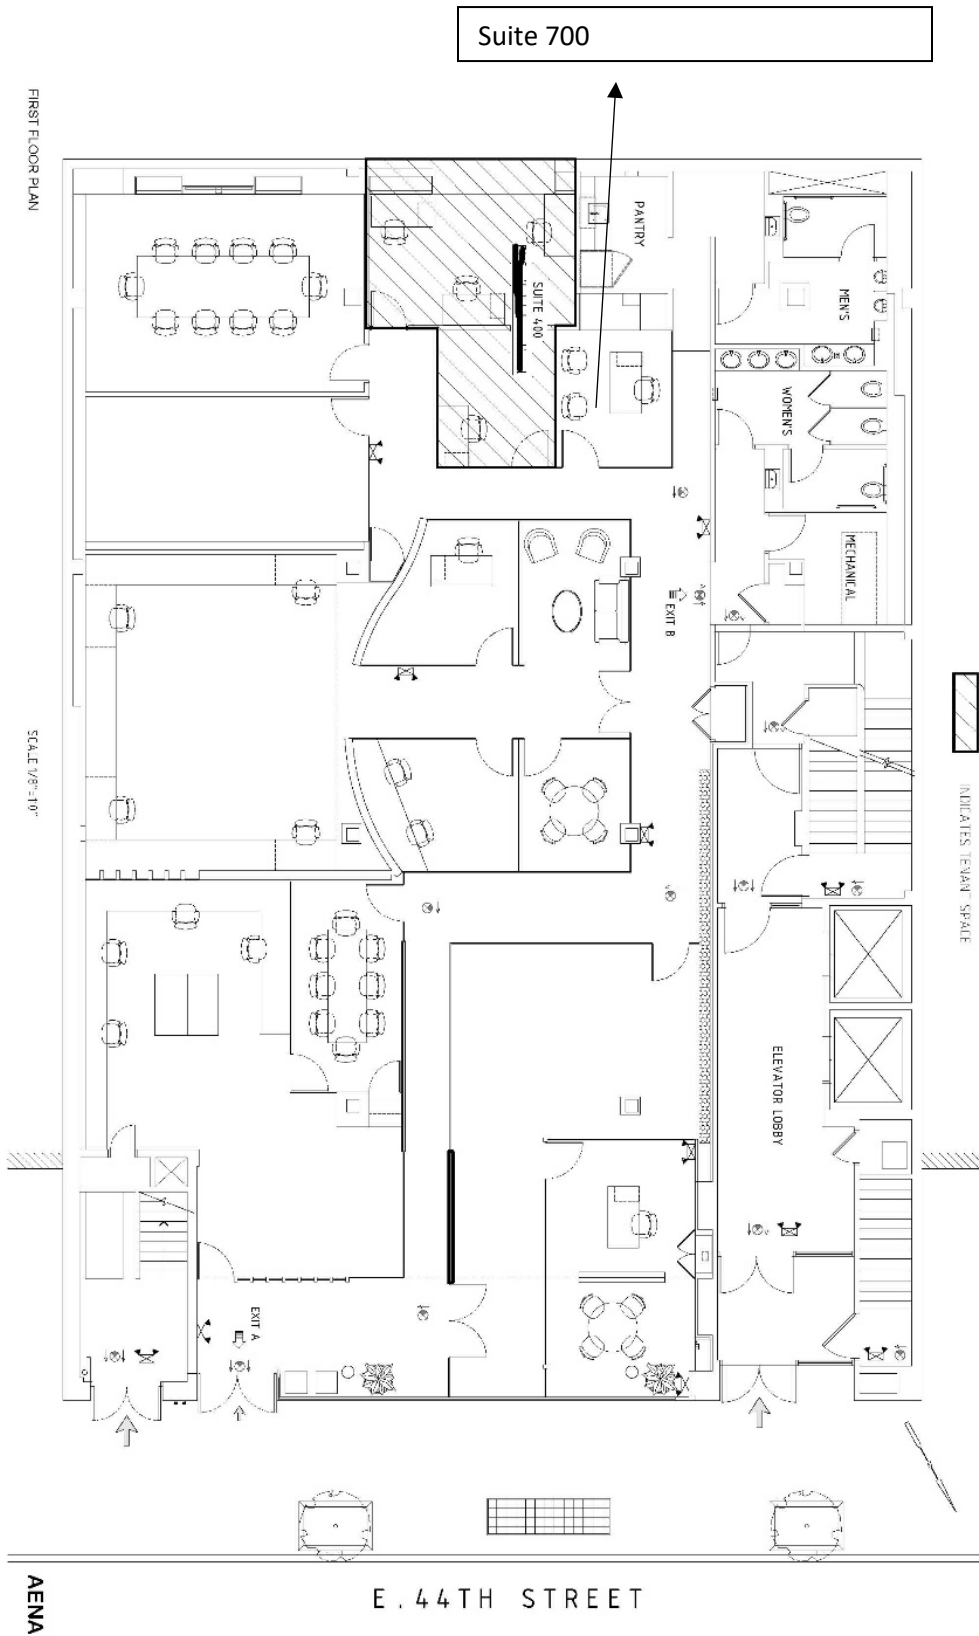 Suite 700
FIRST FLOOR PLAN
SUITE 400
PANTRY
MEN'S
WOMEN'S
MECHANICAL
EXIT B
SCALE 1/8"=10"
INDICATES TENANT SPACE
ELEVATOR LOBBY
EXIT A
E. 44TH STREET
AENA